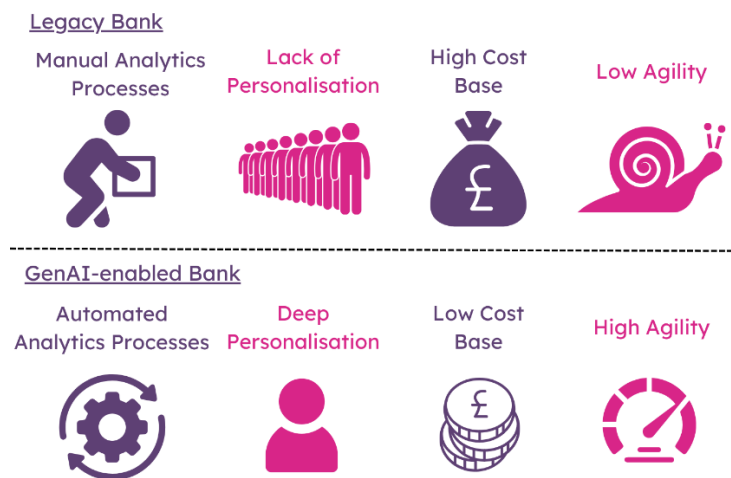 Legacy Bank
Manual Analytics
Processes
Lack of
Personalisation
High Cost
Base
Low Agility
£
GenAI-enabled Bank
Automated
Analytics Processes
Deep
Personalisation
Low Cost
Base
High Agility
£